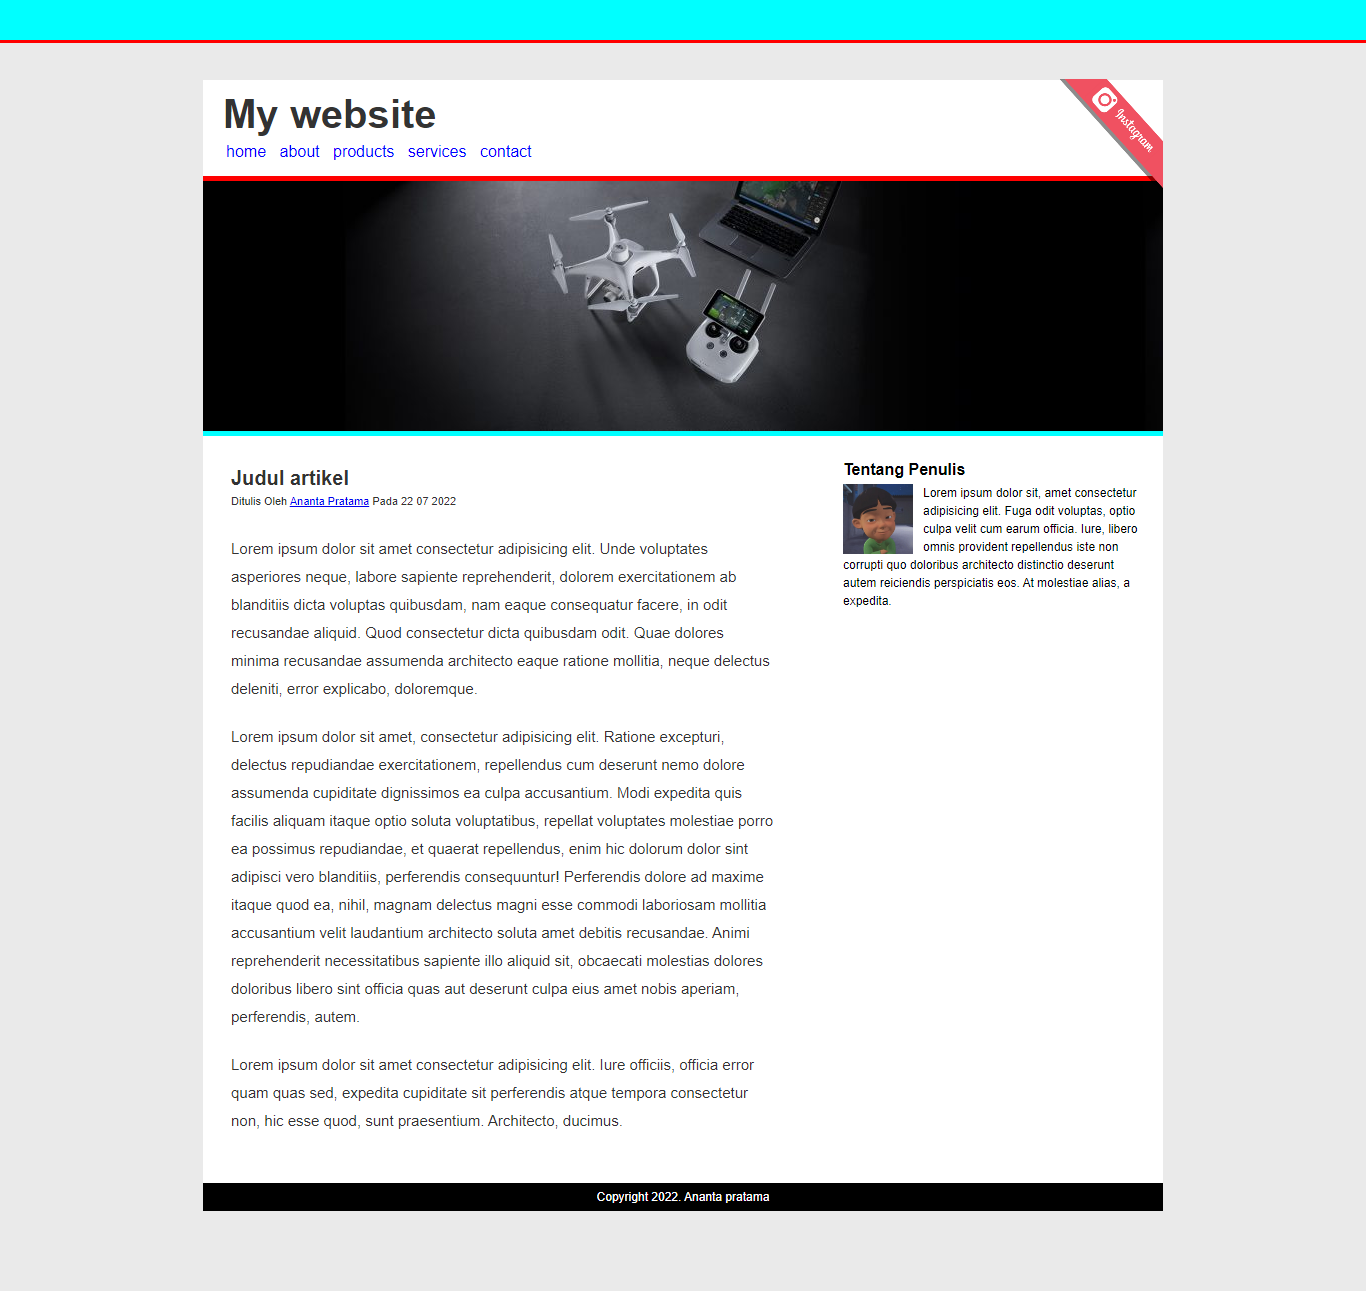 My website
Instagram
home about products services contact
Judul artikel
Ditulis Oleh Ananta Pratama Pada 22 07 2022
Lorem ipsum dolor sit amet consectetur adipisicing elit. Unde voluptates
asperiores neque, labore sapiente reprehenderit, dolorem exercitationem ab
blanditiis dicta voluptas quibusdam, nam eaque consequatur facere, in odit
recusandae aliquid. Quod consectetur dicta quibusdam odit. Quae dolores
minima recusandae assumenda architecto eaque ratione mollitia, neque delectus
deleniti, error explicabo, doloremque.
Lorem ipsum dolor sit amet, consectetur adipisicing elit. Ratione excepturi,
delectus repudiandae exercitationem, repellendus cum deserunt nemo dolore
assumenda cupiditate dignissimos ea culpa accusantium. Modi expedita quis
facilis aliquam itaque optio soluta voluptatibus, repellat voluptates molestiae porro
ea possimus repudiandae, et quaerat repellendus, enim hic dolorum dolor sint
adipisci vero blanditiis, perferendis consequuntur! Perferendis dolore ad maxime
itaque quod ea, nihil, magnam delectus magni esse commodi laboriosam mollitia
accusantium velit laudantium architecto soluta amet debitis recusandae. Animi
reprehenderit necessitatibus sapiente illo aliquid sit, obcaecati molestias dolores
doloribus libero sint officia quas aut deserunt culpa eius amet nobis aperiam,
perferendis, autem.
Lorem ipsum dolor sit amet consectetur adipisicing elit. Iure officiis, officia error
quam quas sed, expedita cupiditate sit perferendis atque tempora consectetur
non, hic esse quod, sunt praesentium. Architecto, ducimus.
Tentang Penulis
Lorem ipsum dolor sit, amet consectetur
adipisicing elit. Fuga odit voluptas, optio
culpa velit cum earum officia. Iure, libero
omnis provident repellendus iste non
corrupti quo doloribus architecto distinctio deserunt
autem reiciendis perspiciatis eos. At molestiae alias, a
expedita.
Copyright 2022. Ananta pratama